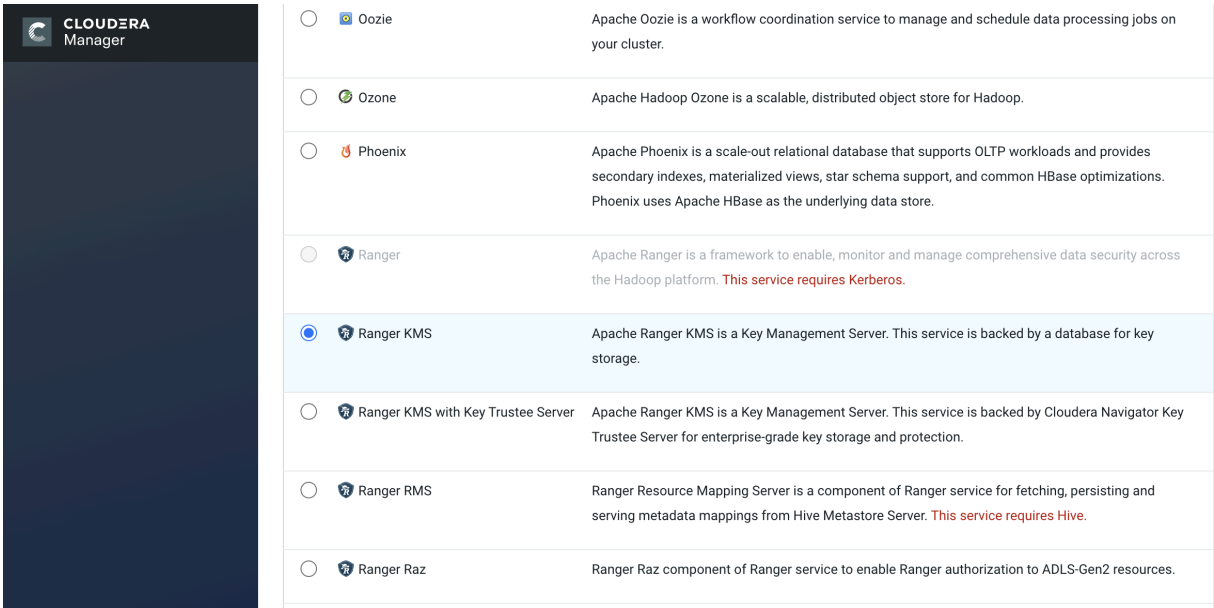 CLOUDERA
Manager
Oozie
Apache Oozie is a workflow coordination service to manage and schedule data processing jobs on
your cluster.
Ozone
Apache Hadoop Ozone is a scalable, distributed object store for Hadoop.
Phoenix
Apache Phoenix is a scale-out relational database that supports OLTP workloads and provides
secondary indexes, materialized views, star schema support, and common HBase optimizations.
Phoenix uses Apache HBase as the underlying data store.
Ranger
Apache Ranger is a framework to enable, monitor and manage comprehensive data security across
the Hadoop platform. This service requires Kerberos.
Ranger KMS
Apache Ranger KMS is a Key Management Server. This service is backed by a database for key
storage.
Ranger KMS with Key Trustee Server
Apache Ranger KMS is a Key Management Server. This service is backed by Cloudera Navigator Key
Trustee Server for enterprise-grade key storage and protection.
Ranger RMS
Ranger Resource Mapping Server is a component of Ranger service for fetching, persisting and
serving metadata mappings from Hive Metastore Server. This service requires Hive.
Ranger Raz
Ranger Raz component of Ranger service to enable Ranger authorization to ADLS-Gen2 resources.